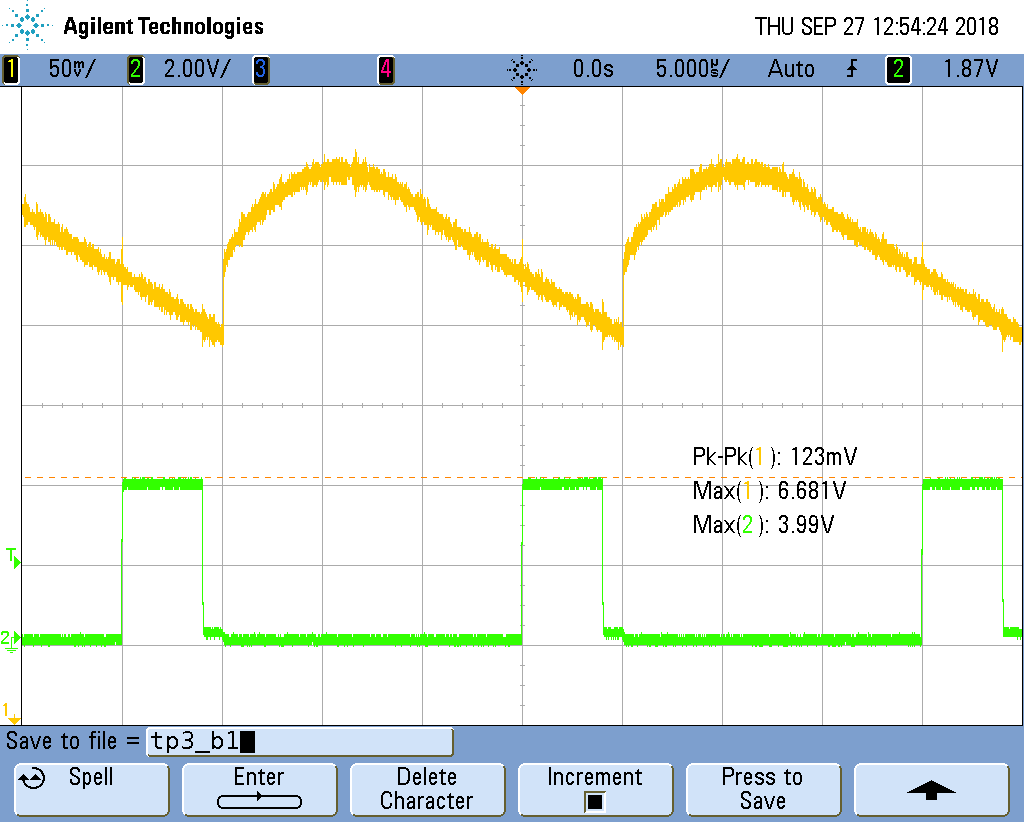 Agilent Technologies THU SEP 27 12:54:24 2018
1 50mV/ 2 2.00V/ 3 4 0.0s 5.000µs/ Auto 2 1.87V
Pk-Pk(1): 123mV
Max(1): 6.681V
Max(2): 3.99V
T
2
1
Save to file = tp3_b1
Spell
Enter
Delete
Character
Increment
Press to
Save